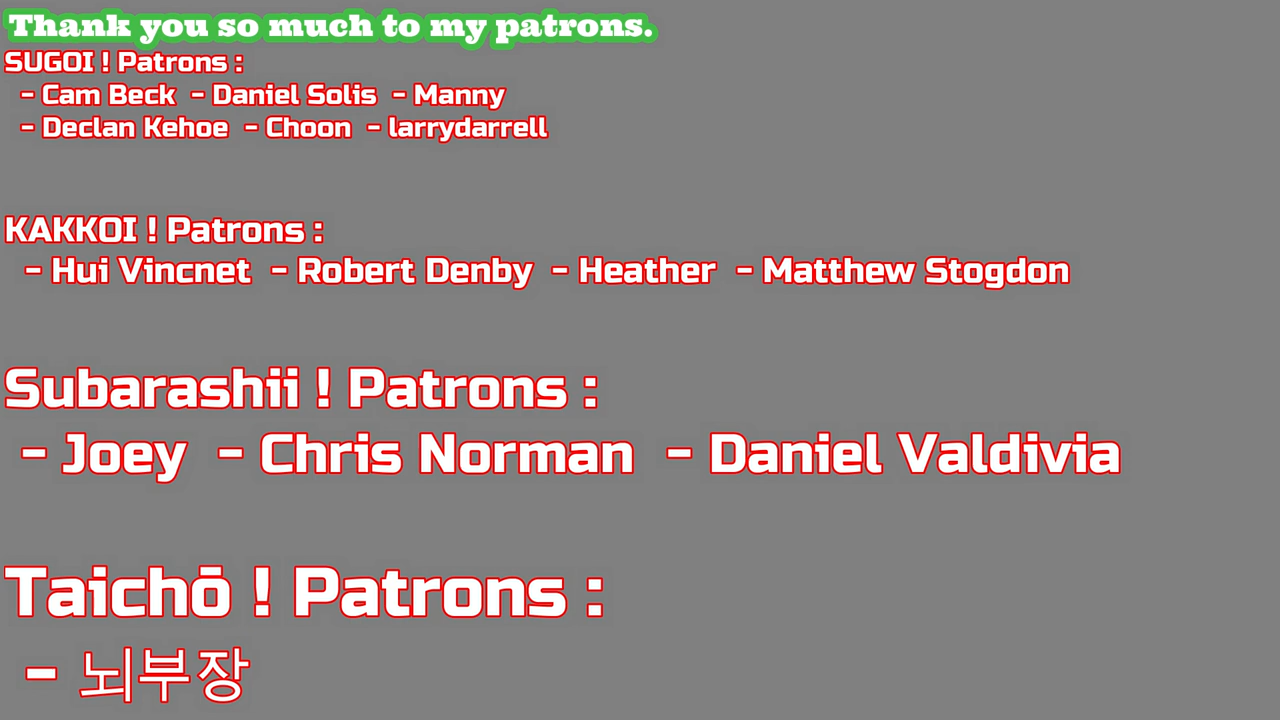 Thank you so much to my patrons.
SUGOI ! Patrons :
- Cam Beck - Daniel Solis - Manny
- Declan Kehoe - Choon - larrydarrell
KAKKOI ! Patrons :
- Hui Vincnet - Robert Denby - Heather - Matthew Stogdon
Subarashii ! Patrons :
- Joey - Chris Norman - Daniel Valdivia
Taichō ! Patrons :
- 뇌부장